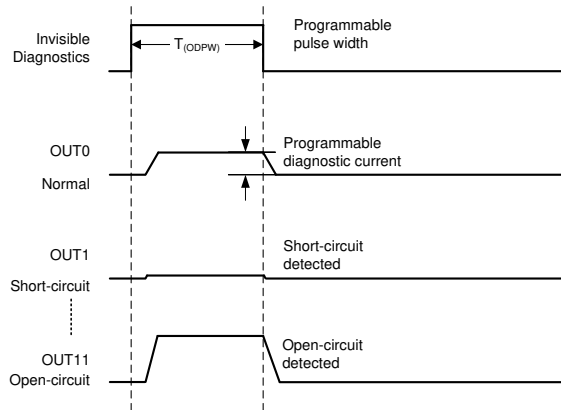 Invisible
Diagnostics
T(ODPW)
Programmable
pulse width
OUT0
Normal
Programmable
diagnostic current
OUT1
Short-circuit
Short-circuit
detected
OUT11
Open-circuit
Open-circuit
detected